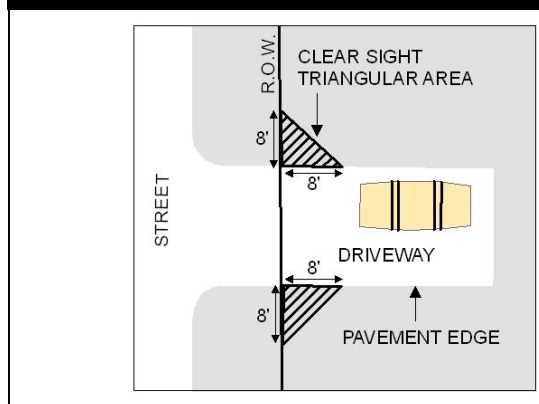 R.O.W.
CLEAR SIGHT
TRIANGULAR AREA
8'
8'
STREET
DRIVEWAY
8'
8'
PAVEMENT EDGE